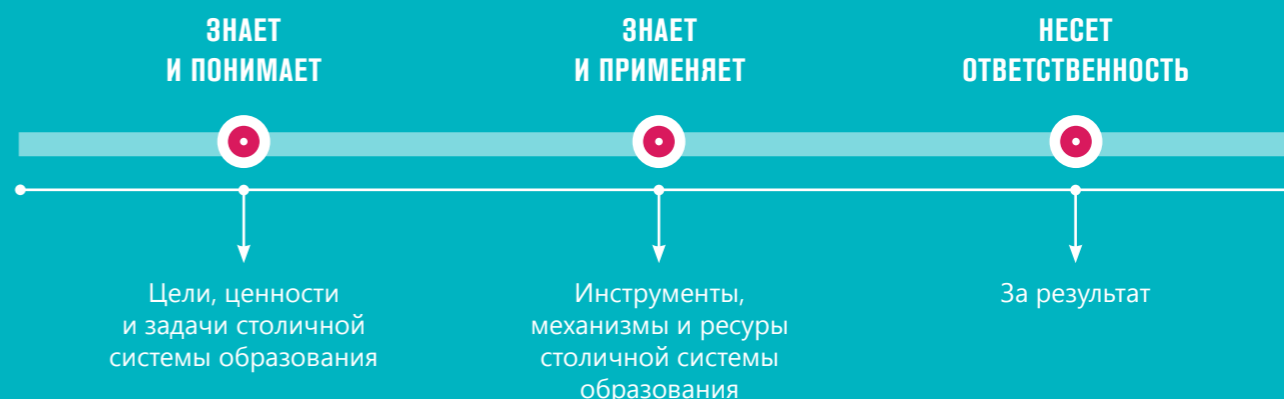 ЗНАЕТ
И ПОНИМАЕТ
ЗНАЕТ
И ПРИМЕНЯЕТ
НЕСЕТ
ОТВЕТСТВЕННОСТЬ
Цели, ценности
и задачи столичной
системы образования
Инструменты,
механизмы и ресуры
столичной системы
образования
За результат